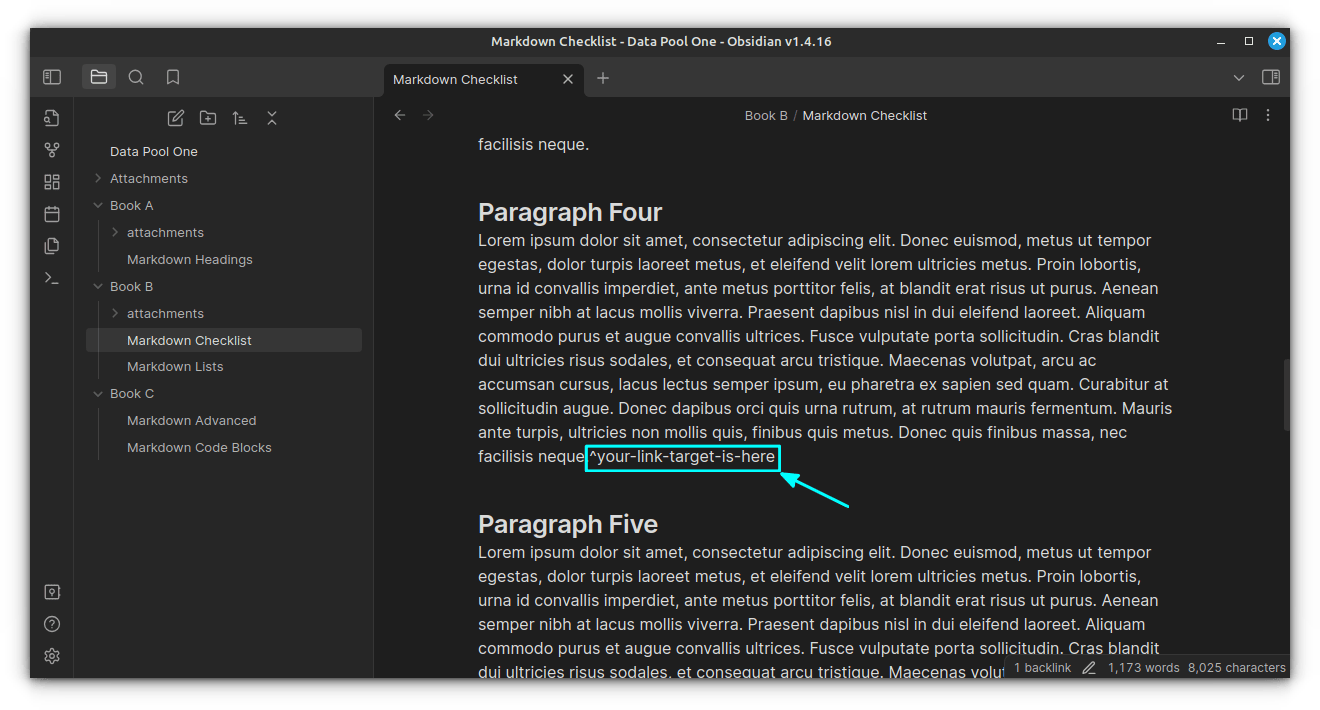 Markdown Checklist - Data Pool One - Obsidian v1.4.16
Markdown Checklist
Data Pool One
Attachments
Book A
attachments
Markdown Headings
Book B
attachments
Markdown Checklist
Markdown Lists
Book C
Markdown Advanced
Markdown Code Blocks
Book B / Markdown Checklist
facilisis neque.
Paragraph Four
Lorem ipsum dolor sit amet, consectetur adipiscing elit. Donec euismod, metus ut tempor
egestas, dolor turpis laoreet metus, et eleifend velit lorem ultricies metus. Proin lobortis,
urna id convallis imperdiet, ante metus porttitor felis, at blandit erat risus ut purus. Aenean
semper nibh at lacus mollis viverra. Praesent dapibus nisl in dui eleifend laoreet. Aliquam
commodo purus et augue convallis ultrices. Fusce vulputate porta sollicitudin. Cras blandit
dui ultricies risus sodales, et consequat arcu tristique. Maecenas volutpat, arcu ac
accumsan cursus, lacus lectus semper ipsum, eu pharetra ex sapien sed quam. Curabitur at
sollicitudin augue. Donec dapibus orci quis urna rutrum, at rutrum mauris fermentum. Mauris
ante turpis, ultricies non mollis quis, finibus quis metus. Donec quis finibus massa, nec
facilisis neque ^your-link-target-is-here
Paragraph Five
Lorem ipsum dolor sit amet, consectetur adipiscing elit. Donec euismod, metus ut tempor
egestas, dolor turpis laoreet metus, et eleifend velit lorem ultricies metus. Proin lobortis,
urna id convallis imperdiet, ante metus porttitor felis, at blandit erat risus ut purus. Aenean
semper nibh at lacus mollis viverra. Praesent dapibus nisl in dui eleifend laoreet. Aliquam
commodo purus et augue convallis ultrices. Fusce vulputate porta sollicitudin. Cras blandit
dui ultricies risus sodales, et consequat arcu tristique. Maecenas
1 backlink 1,173 words 8,025 characters